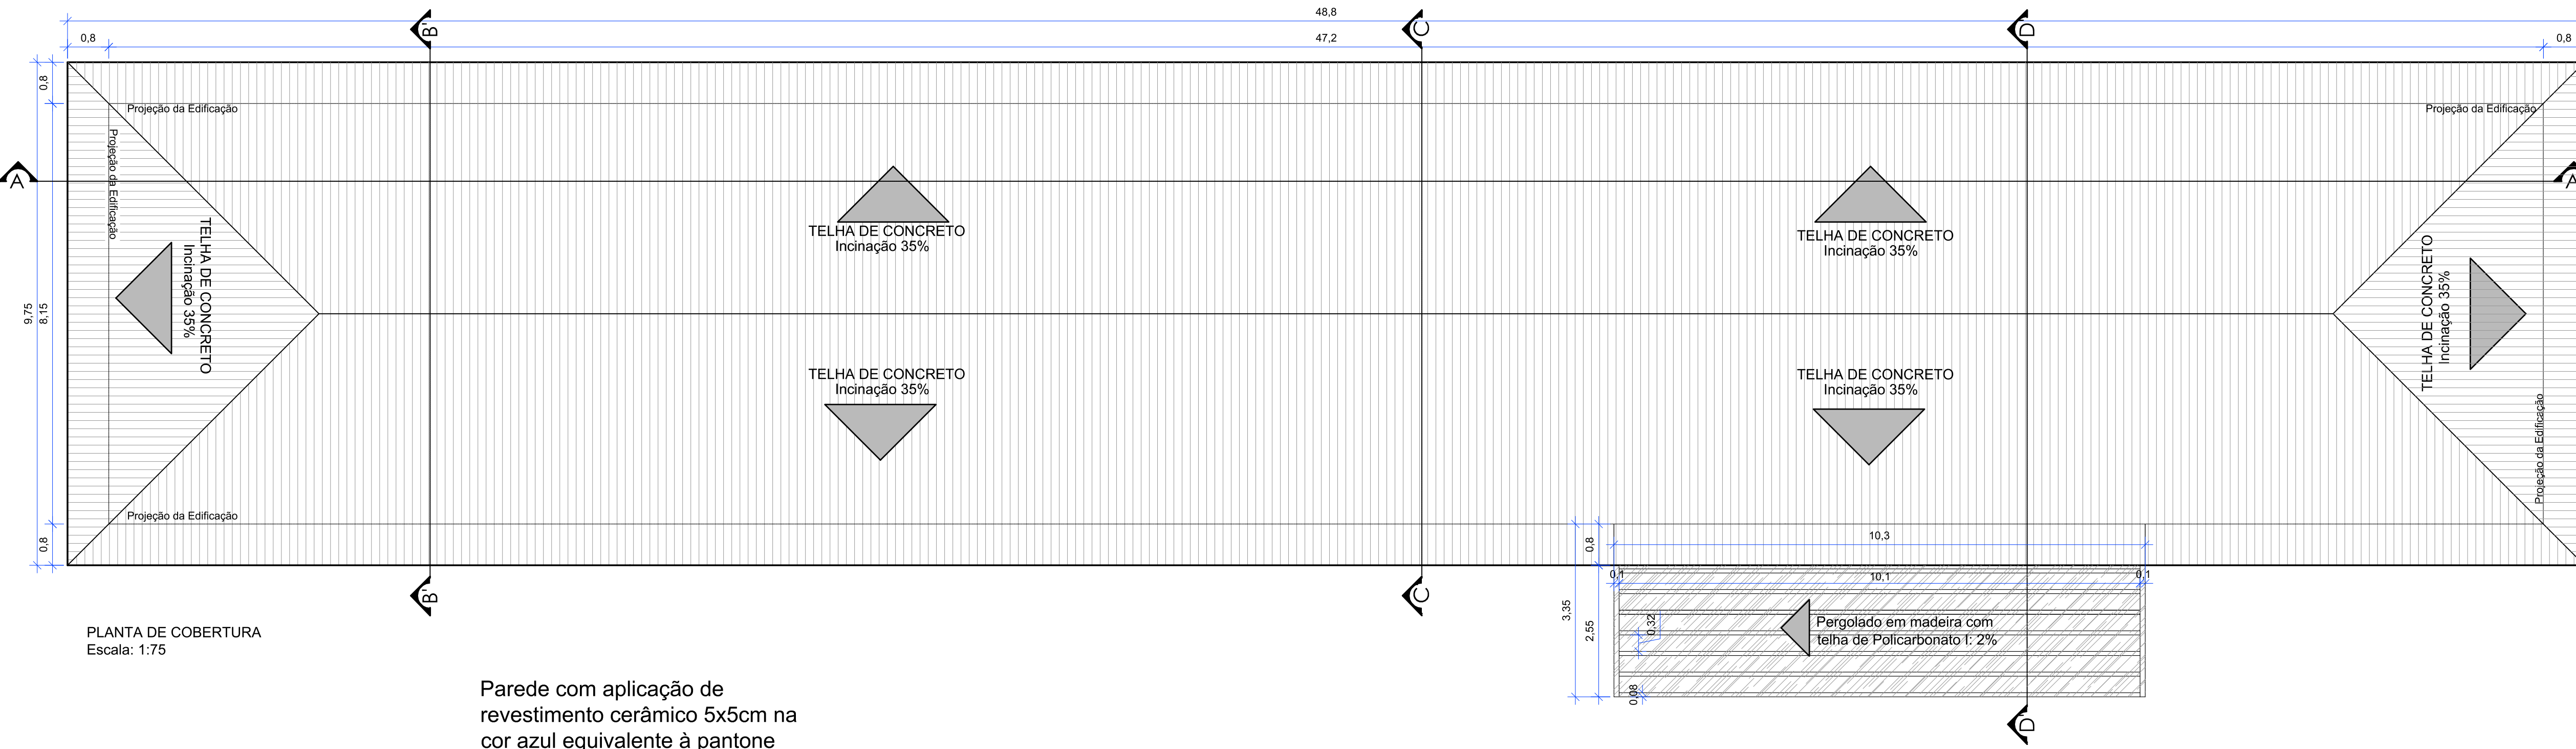 48,8
0,8
47,2
0,8
B'
C
D'
0,8
Projeção da Edificação
Projeção da Edificação
Projeção da Edificação
A
A
TELHA DE CONCRETO
Incinação 35%
TELHA DE CONCRETO
Incinação 35%
TELHA DE CONCRETO
Incinação 35%
TELHA DE CONCRETO
Incinação 35%
9,75
8,15
TELHA DE CONCRETO
Incinação 35%
TELHA DE CONCRETO
Incinação 35%
Projeção da Edificação
Projeção da Edificação
0,8
0,8
10,3
0,1
10,1
0,1
B'
C
3,35
2,55
0,32
Pergolado em madeira com
telha de Policarbonato I: 2%
0,08
D'
PLANTA DE COBERTURA
Escala: 1:75
Parede com aplicação de
revestimento cerâmico 5x5cm na
cor azul equivalente à pantone